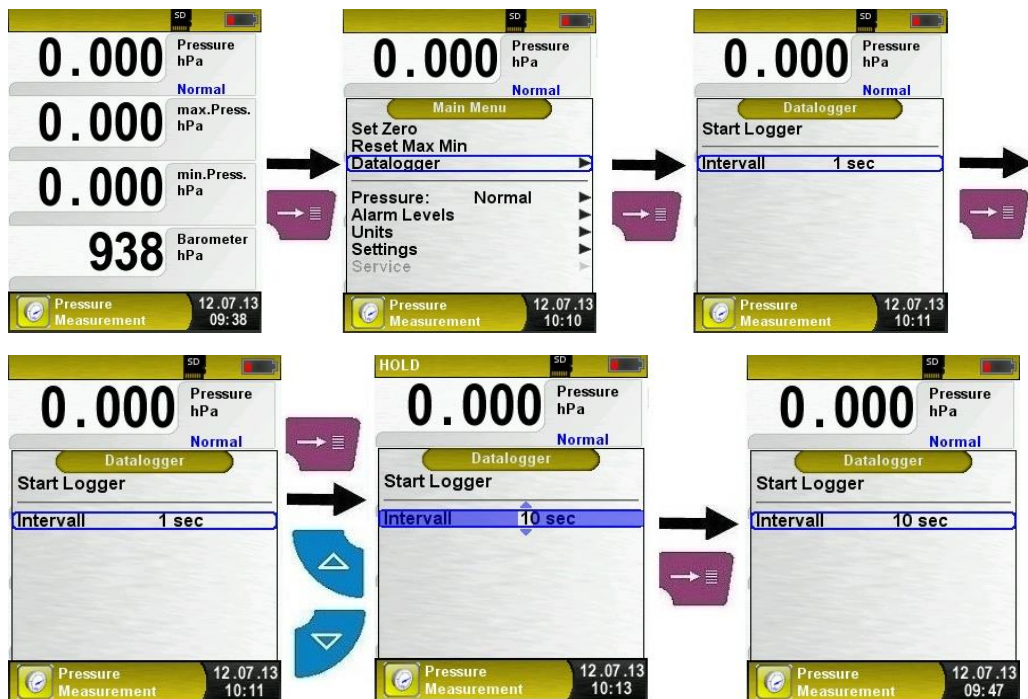 SD
0.000 Pressure
hPa
Normal
0.000 max.Press.
hPa
0.000 min.Press.
hPa
938 Barometer
hPa
Pressure 12.07.13
Measurement 09:38
SD
0.000 Pressure
hPa
Normal
Main Menu
Set Zero
Reset Max Min
Datalogger
Pressure: Normal
Alarm Levels
Units
Settings
Service
Pressure 12.07.13
Measurement 10:10
SD
0.000 Pressure
hPa
Normal
Datalogger
Start Logger
Intervall 1 sec
Pressure 12.07.13
Measurement 10:11
SD
0.000 Pressure
hPa
Normal
Datalogger
Start Logger
Intervall 1 sec
Pressure 12.07.13
Measurement 10:11
HOLD SD
0.000 Pressure
hPa
Normal
Datalogger
Start Logger
Intervall 10 sec
Pressure 12.07.13
Measurement 10:13
SD
0.000 Pressure
hPa
Normal
Datalogger
Start Logger
Intervall 10 sec
Pressure 12.07.13
Measurement 09:47